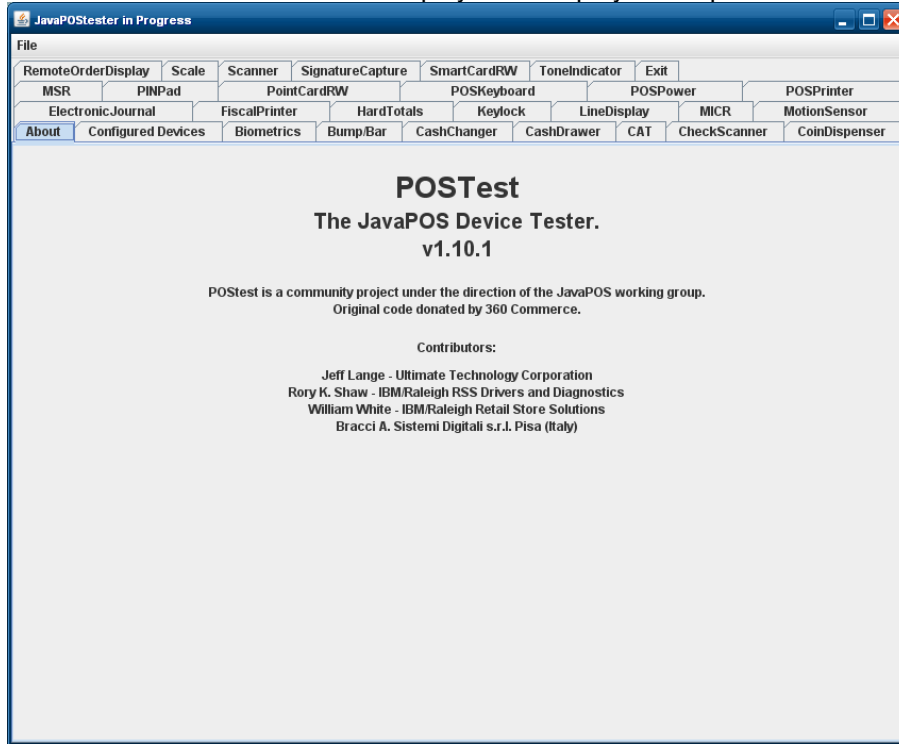 JavaPOStester in Progress
File
RemoteOrderDisplay Scale Scanner SignatureCapture SmartCardRW ToneIndicator Exit
MSR PINPad PointCardRW POSKeyboard POSPower POSPrinter
ElectronicJournal FiscalPrinter HardTotals Keylock LineDisplay MICR MotionSensor
About Configured Devices Biometrics Bump/Bar CashChanger CashDrawer CAT CheckScanner CoinDispenser
POSTest
The JavaPOS Device Tester.
v1.10.1
POStest is a community project under the direction of the JavaPOS working group.
Original code donated by 360 Commerce.
Contributors:
Jeff Lange - Ultimate Technology Corporation
Rory K. Shaw - IBM/Raleigh RSS Drivers and Diagnostics
William White - IBM/Raleigh Retail Store Solutions
Bracci A. Sistemi Digitali s.r.l. Pisa (Italy)